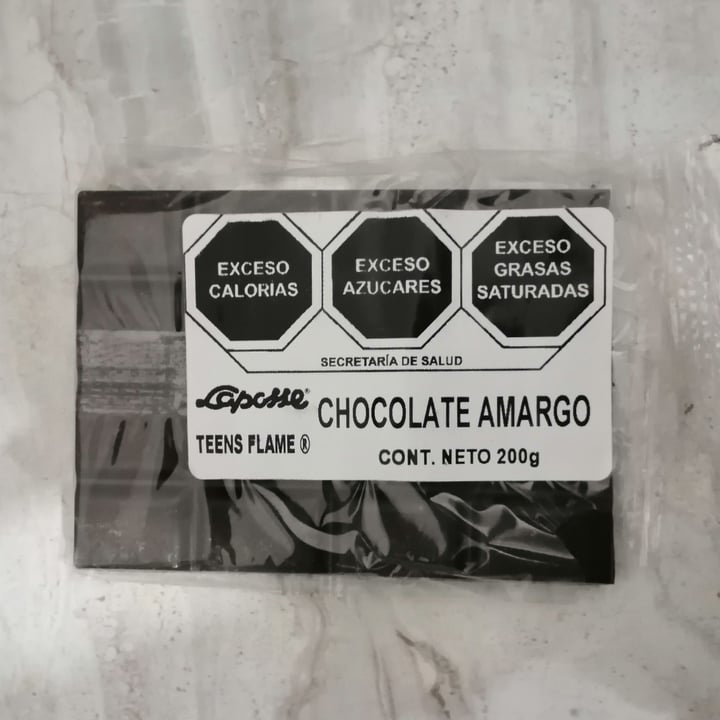 EXCESO
CALORIAS
EXCESO
AZUCARES
EXCESO
GRASAS
SATURADAS
SECRETARÍA DE SALUD
Laposse®
TEENS FLAME ®
CHOCOLATE AMARGO
CONT. NETO 200g